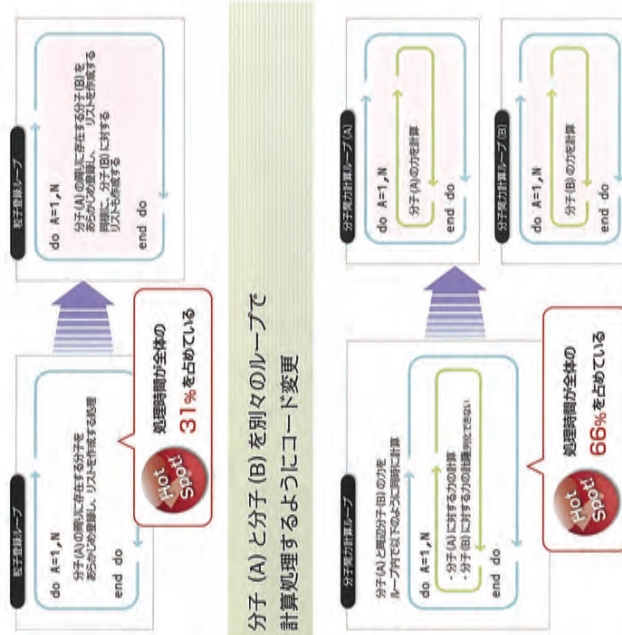 粒子登録ループ
do A=1,N
分子(A)の周りに存在する分子を
あらかじめ登録し、リストを作成する処理
end do
Hot
Spot!
処理時間が全体の
31%を占めている
粒子登録ループ
do A=1,N
分子(A)の周りに存在する分子(B)を
あらかじめ登録し、 リストを作成する
同様に、分子(B)に対する
リストも作成する
end do
分子 (A) と分子 (B) を別々のループで
計算処理するようにコード変更
分子間力計算ループ
分子(A)と周辺分子(B)の力を
ループ内で以下のように同時に計算
do A=1,N
- 分子(A)に対する力の計算
- 分子(B)に対する力の計算
end do
Hot
Spot!
処理時間が全体の
66%を占めている
分子間力計算ループ(A)
do A=1,N
分子(A)の力を計算
end do
分子間力計算ループ(B)
do A=1,N
分子(B)の力を計算
end do